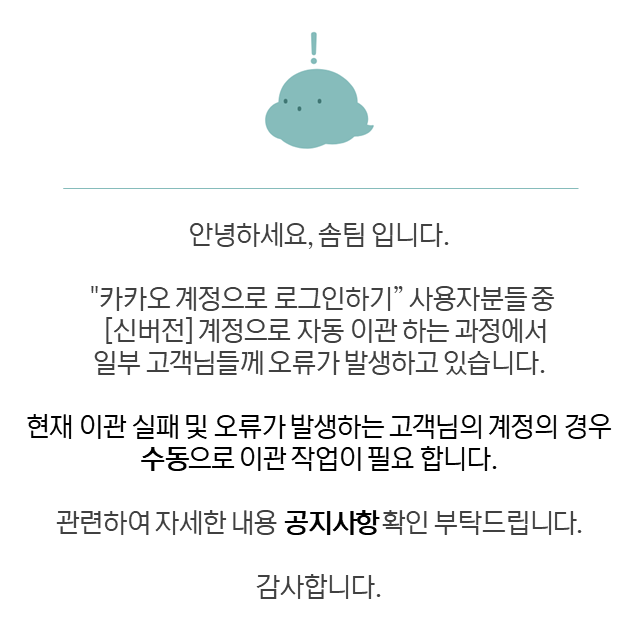 !
안녕하세요, 솜팀 입니다.
"카카오 계정으로 로그인하기” 사용자분들 중
[신버전] 계정으로 자동 이관 하는 과정에서
일부 고객님들께 오류가 발생하고 있습니다.
현재 이관 실패 및 오류가 발생하는 고객님의 계정의 경우
수동으로 이관 작업이 필요 합니다.
관련하여 자세한 내용 공지사항 확인 부탁드립니다.
감사합니다.